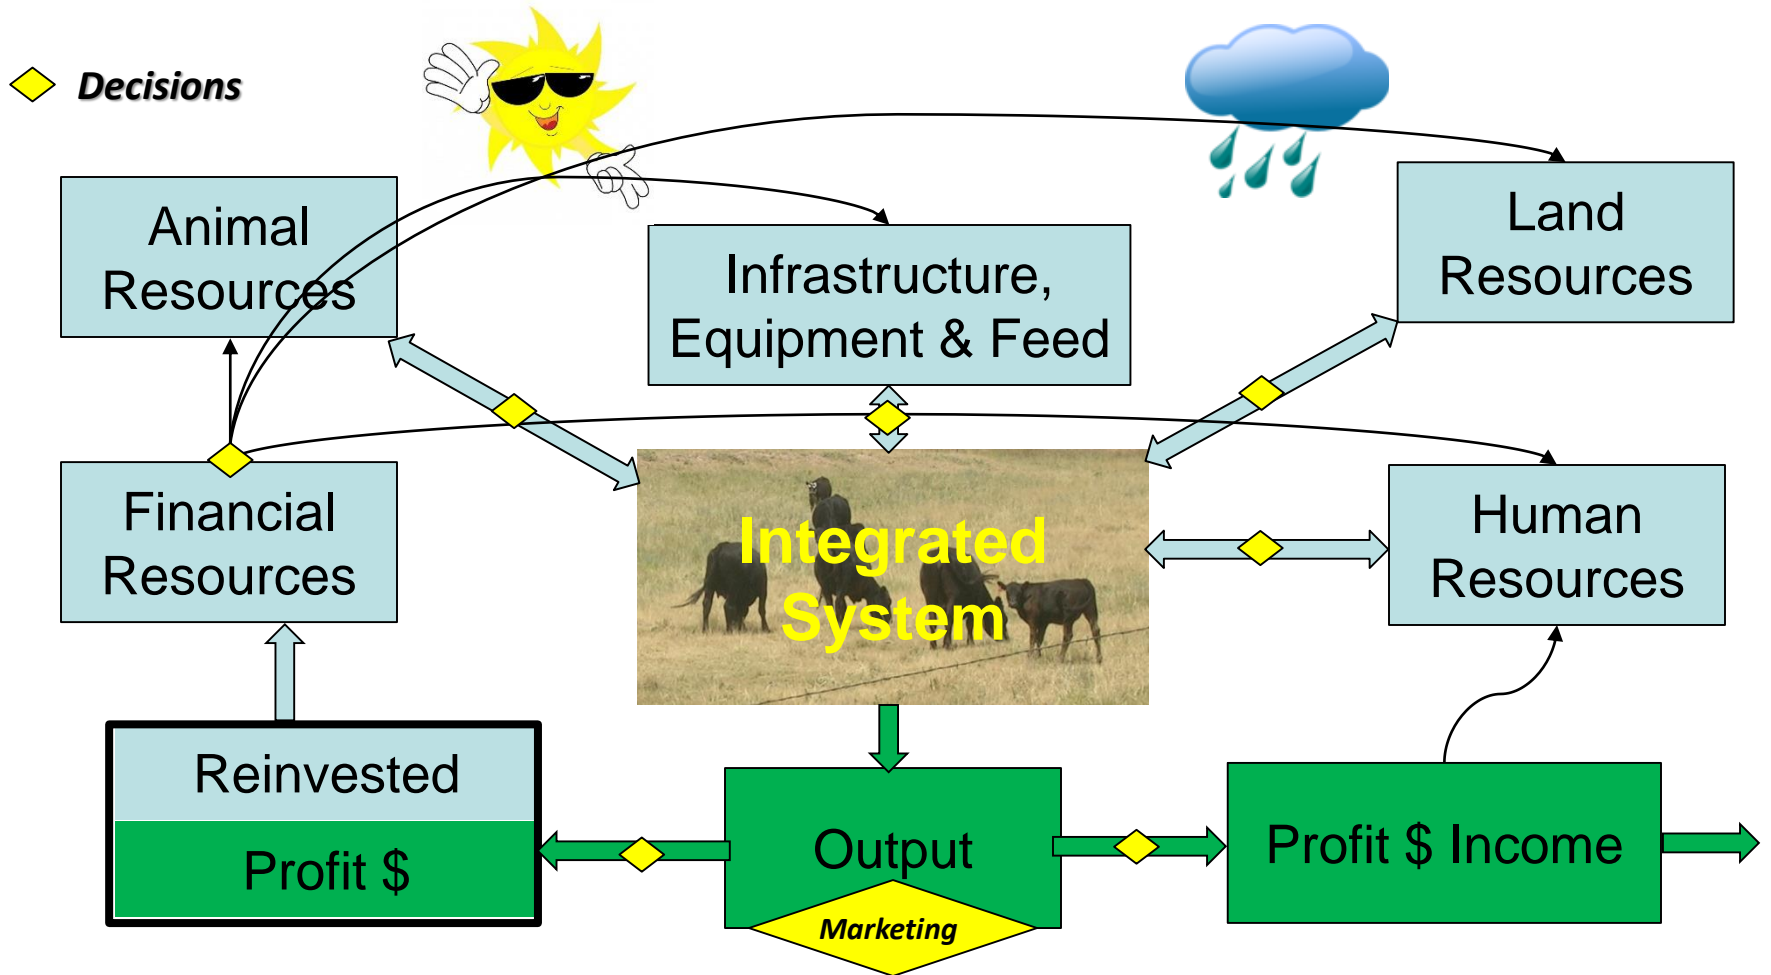 Decisions
Animal
Resources
Infrastructure,
Equipment & Feed
Land
Resources
Financial
Resources
Integrated
System
Human
Resources
Reinvested
Profit $
Output
Marketing
Profit $ Income